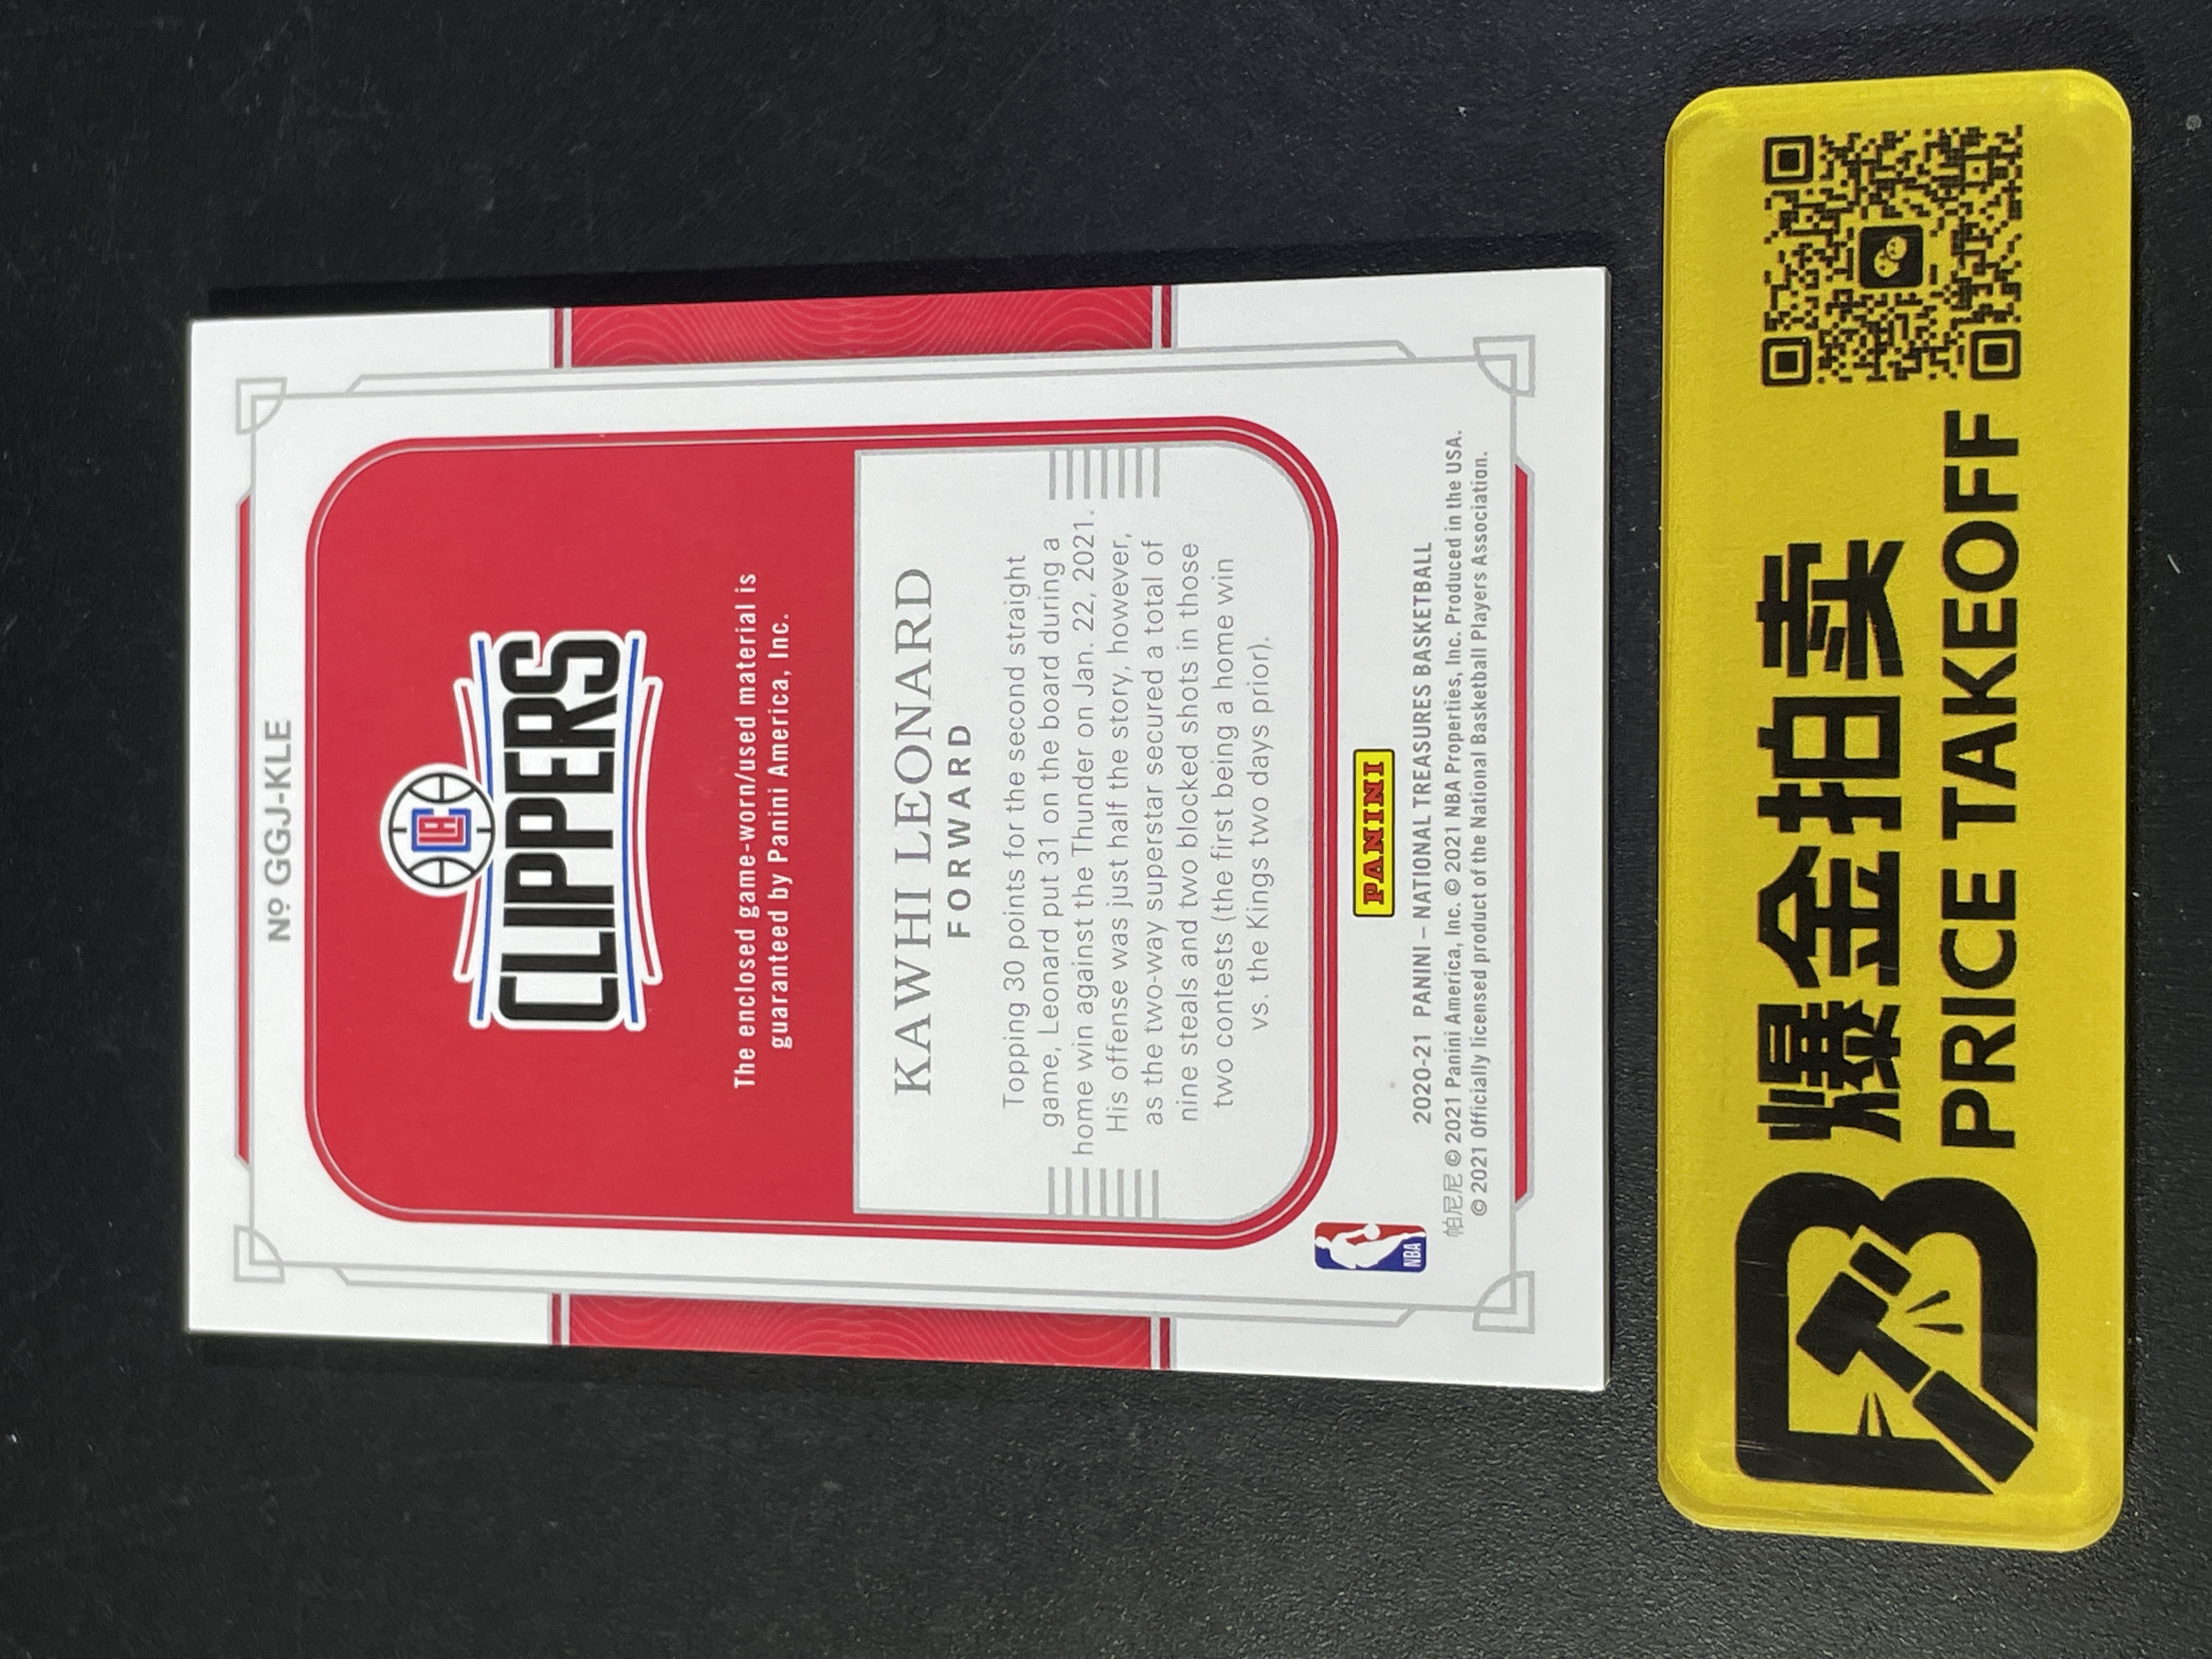 Nº GGJ-KLE
LAC
CLIPPERS
The enclosed game-worn/used material is
guaranteed by Panini America, Inc.
KAWHI LEONARD
FORWARD
Topping 30 points for the second straight
game, Leonard put 31 on the board during a
home win against the Thunder on Jan. 22, 2021.
His offense was just half the story, however,
as the two-way superstar secured a total of
nine steals and two blocked shots in those
two contests (the first being a home win
vs. the Kings two days prior).
PANINI
NBA
2020-21 PANINI – NATIONAL TREASURES BASKETBALL
帕尼尼 © 2021 Panini America, Inc. © 2021 NBA Properties, Inc. Produced in the USA.
© 2021 Officially licensed product of the National Basketball Players Association.
爆金拍卖
PRICE TAKEOFF